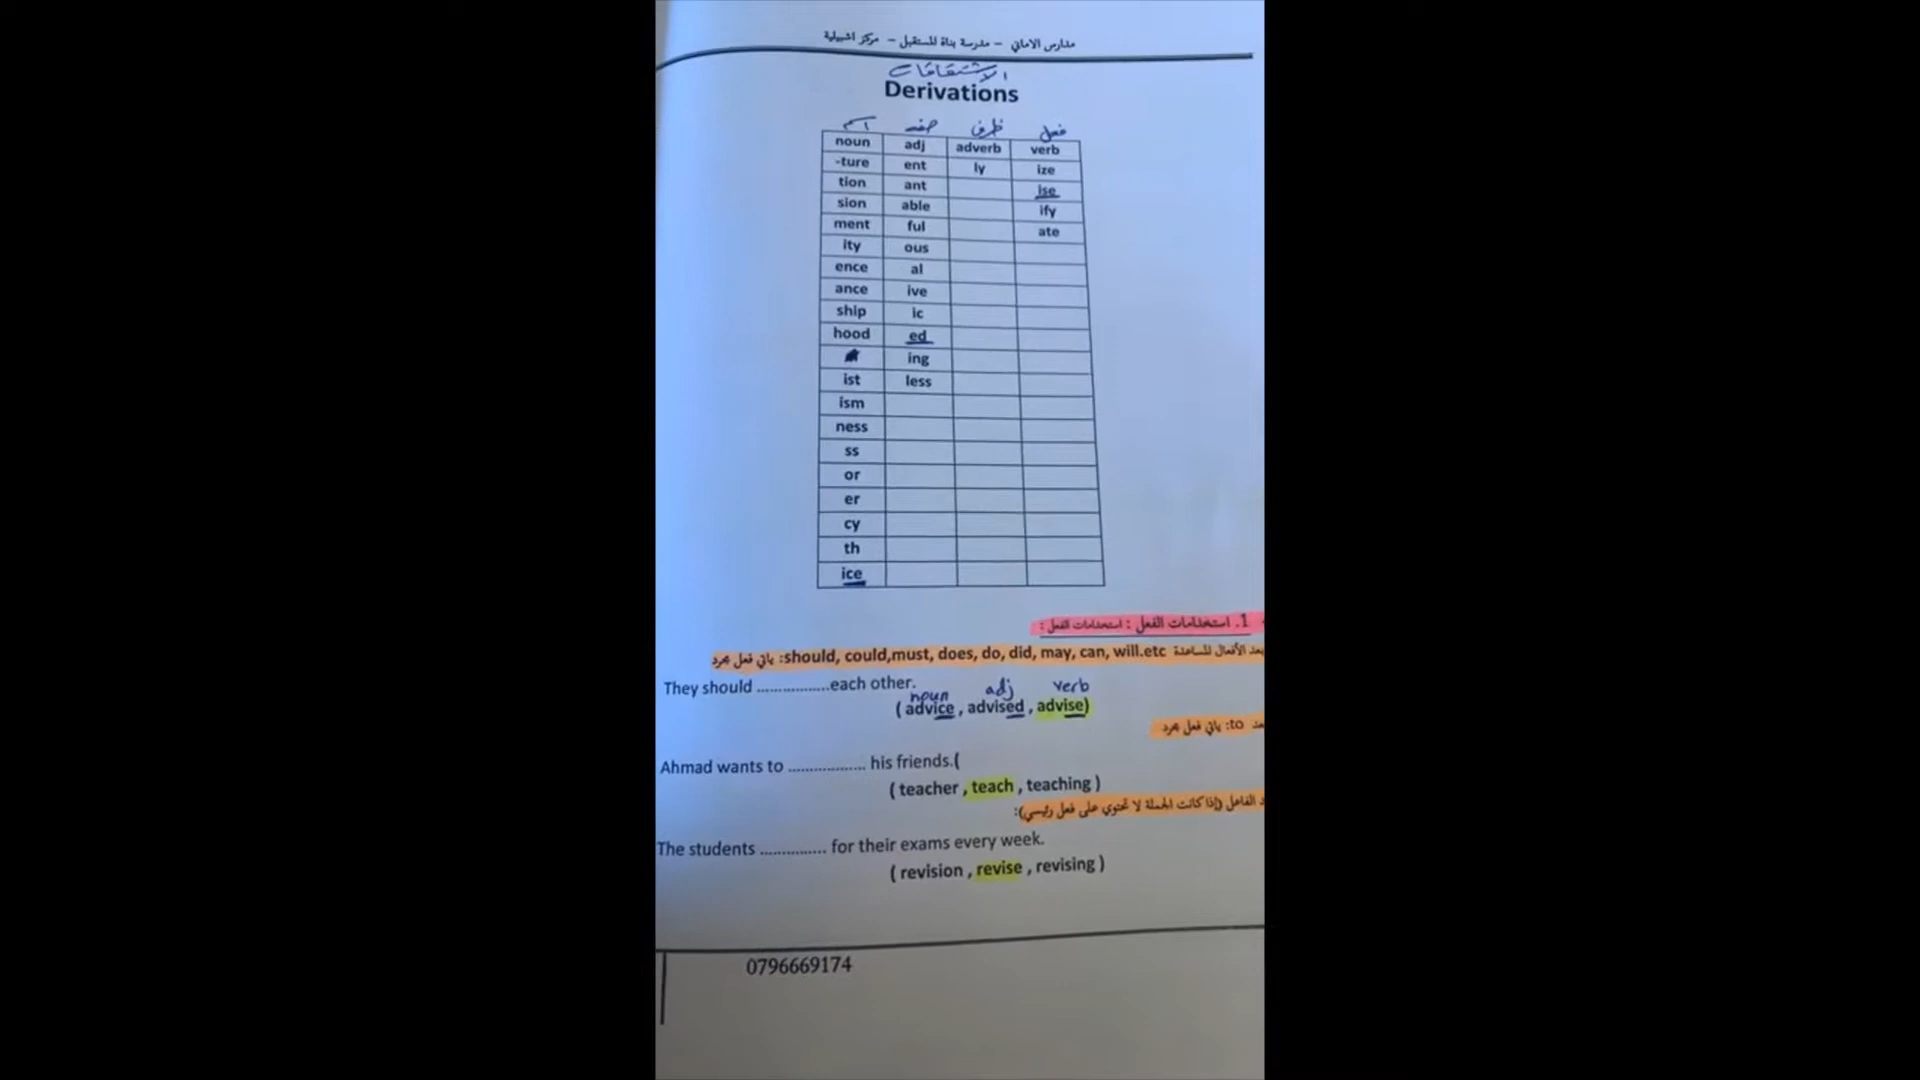 مدارس الاماني – مدرسة بناة المستقبل – مركز اشبيلية
الاشتقاقات
Derivations
اسم صفة ظرف فعل
noun adj adverb verb
-ture ent ly ize
tion ant ise
sion able ify
ment ful ate
ity ous
ence al
ance ive
ship ic
hood ed
ing
ist less
ism
ness
ss
or
er
cy
th
ice
1. استخدامات الفعل : استخدامات الفعل :
بعد الأفعال المساعدة should, could,must, does, do, did, may, can, will.etc: يأتي فعل مجرد
They should ................each other.
noun adj verb
( advice , advised , advise)
to: يأتي فعل مجرد
Ahmad wants to ................. his friends.(
( teacher , teach , teaching )
الفاعل (إذا كانت الجملة لا تحتوي على فعل رئيسي):
The students .............. for their exams every week.
( revision , revise , revising )
0796669174